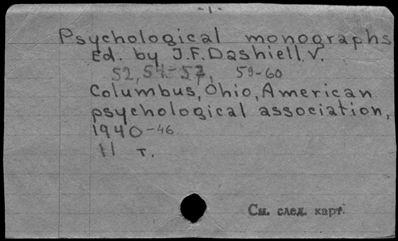 -1-
Psychological monographs
Ed. by J.F. Dashiell. V.
52, 54-57, 59-60
Columbus, Ohio, American
psychological association,
1940-46.
11 т.
См. след. карт.